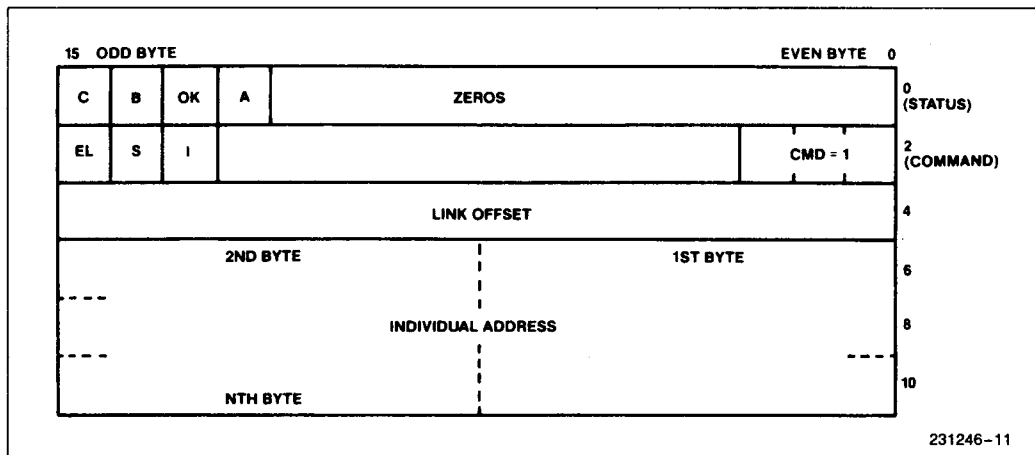 15 ODD BYTE EVEN BYTE 0
C B OK A ZEROS 0
(STATUS)
EL S I CMD = 1 2
(COMMAND)
LINK OFFSET 4
2ND BYTE 1ST BYTE 6
INDIVIDUAL ADDRESS 8
NTH BYTE 10
231246-11